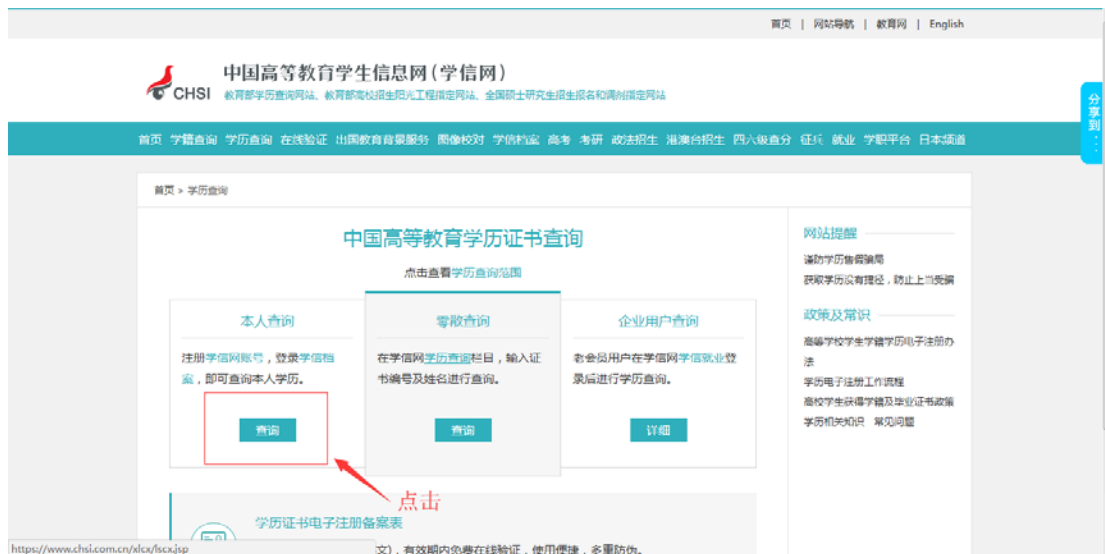 首页 | 网站导航 | 教育网 | English
CHSI
中国高等教育学生信息网(学信网)
教育部学历查询网站、教育部高校招生阳光工程指定网站、全国硕士研究生招生报名和调剂指定网站
分享到:...
首页 学籍查询 学历查询 在线验证 出国教育背景服务 图像校对 学信档案 高考 考研 政法招生 港澳台招生 四六级查分 征兵 就业 学职平台 日本频道
首页 » 学历查询
中国高等教育学历证书查询
点击查看学历查询范围
本人查询
注册学信网账号，登录学信档
案，即可查询本人学历。
查询
零散查询
在学信网学历查询栏目，输入证
书编号及姓名进行查询。
查询
企业用户查询
老会员用户在学信网学信就业登
录后进行学历查询。
详细
点击
网站提醒
谨防学历售假骗局
获取学历没有捷径，防止上当受骗
政策及常识
高等学校学生学籍学历电子注册办
法
学历电子注册工作流程
高校学生获得学籍及毕业证书政策
学历相关知识 常见问题
学历证书电子注册备案表
文)，有效期内免费在线验证，使用便捷，多重防伪。
https://www.chsi.com.cn/xlcx/lscx.jsp